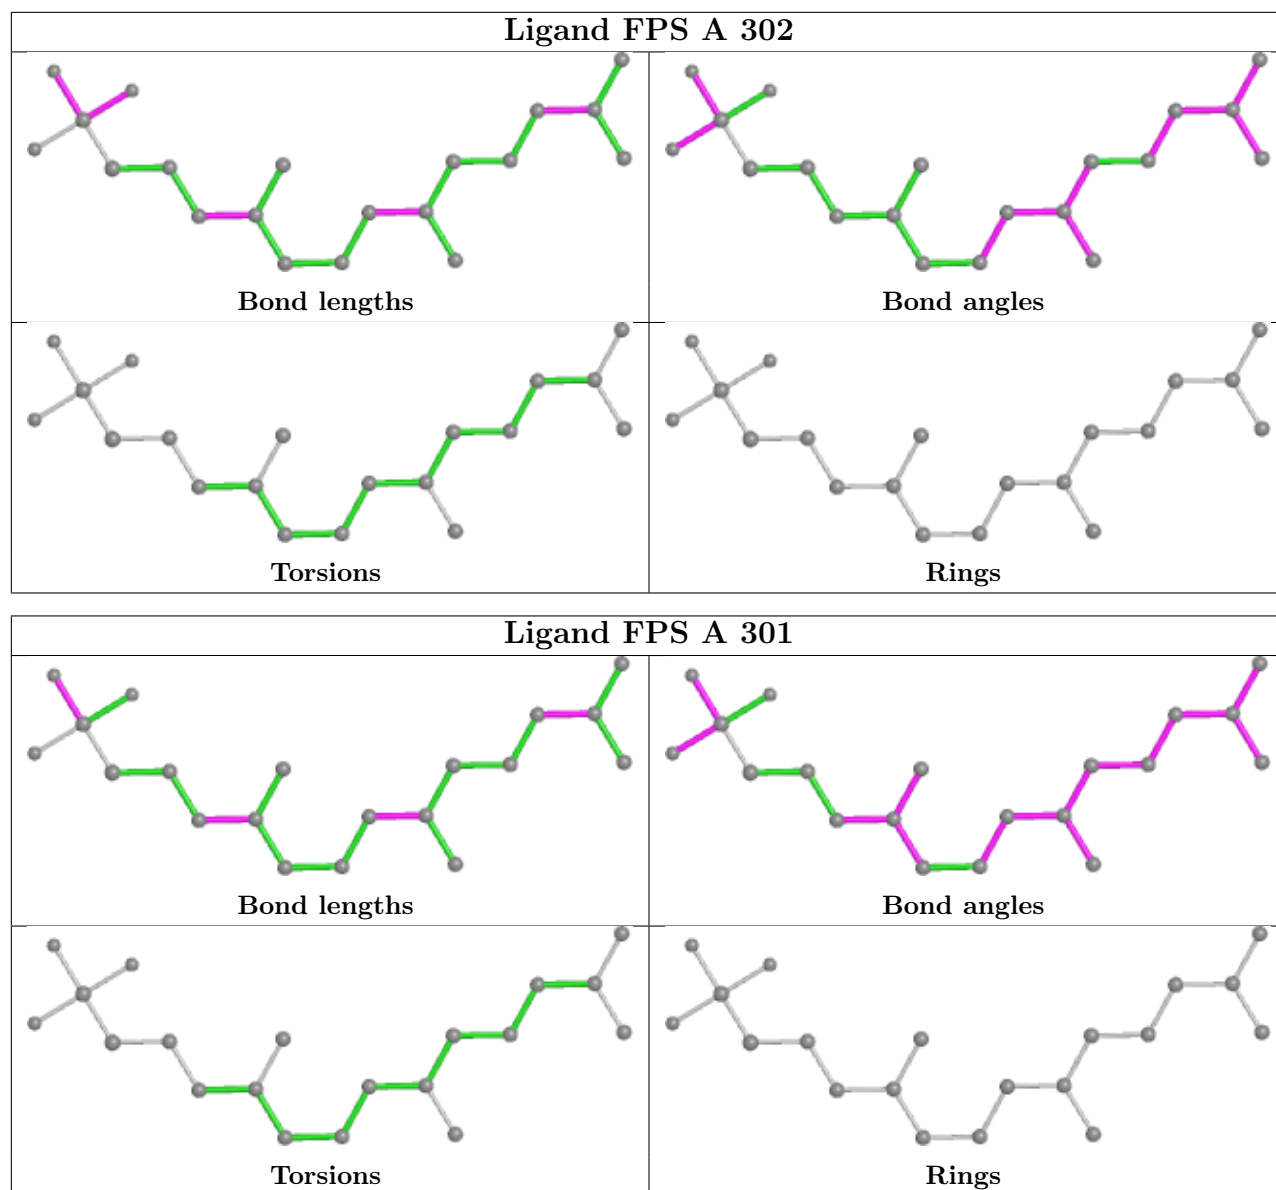 Ligand FPS A 302
Bond lengths
Bond angles
Torsions
Rings
Ligand FPS A 301
Bond lengths
Bond angles
Torsions
Rings